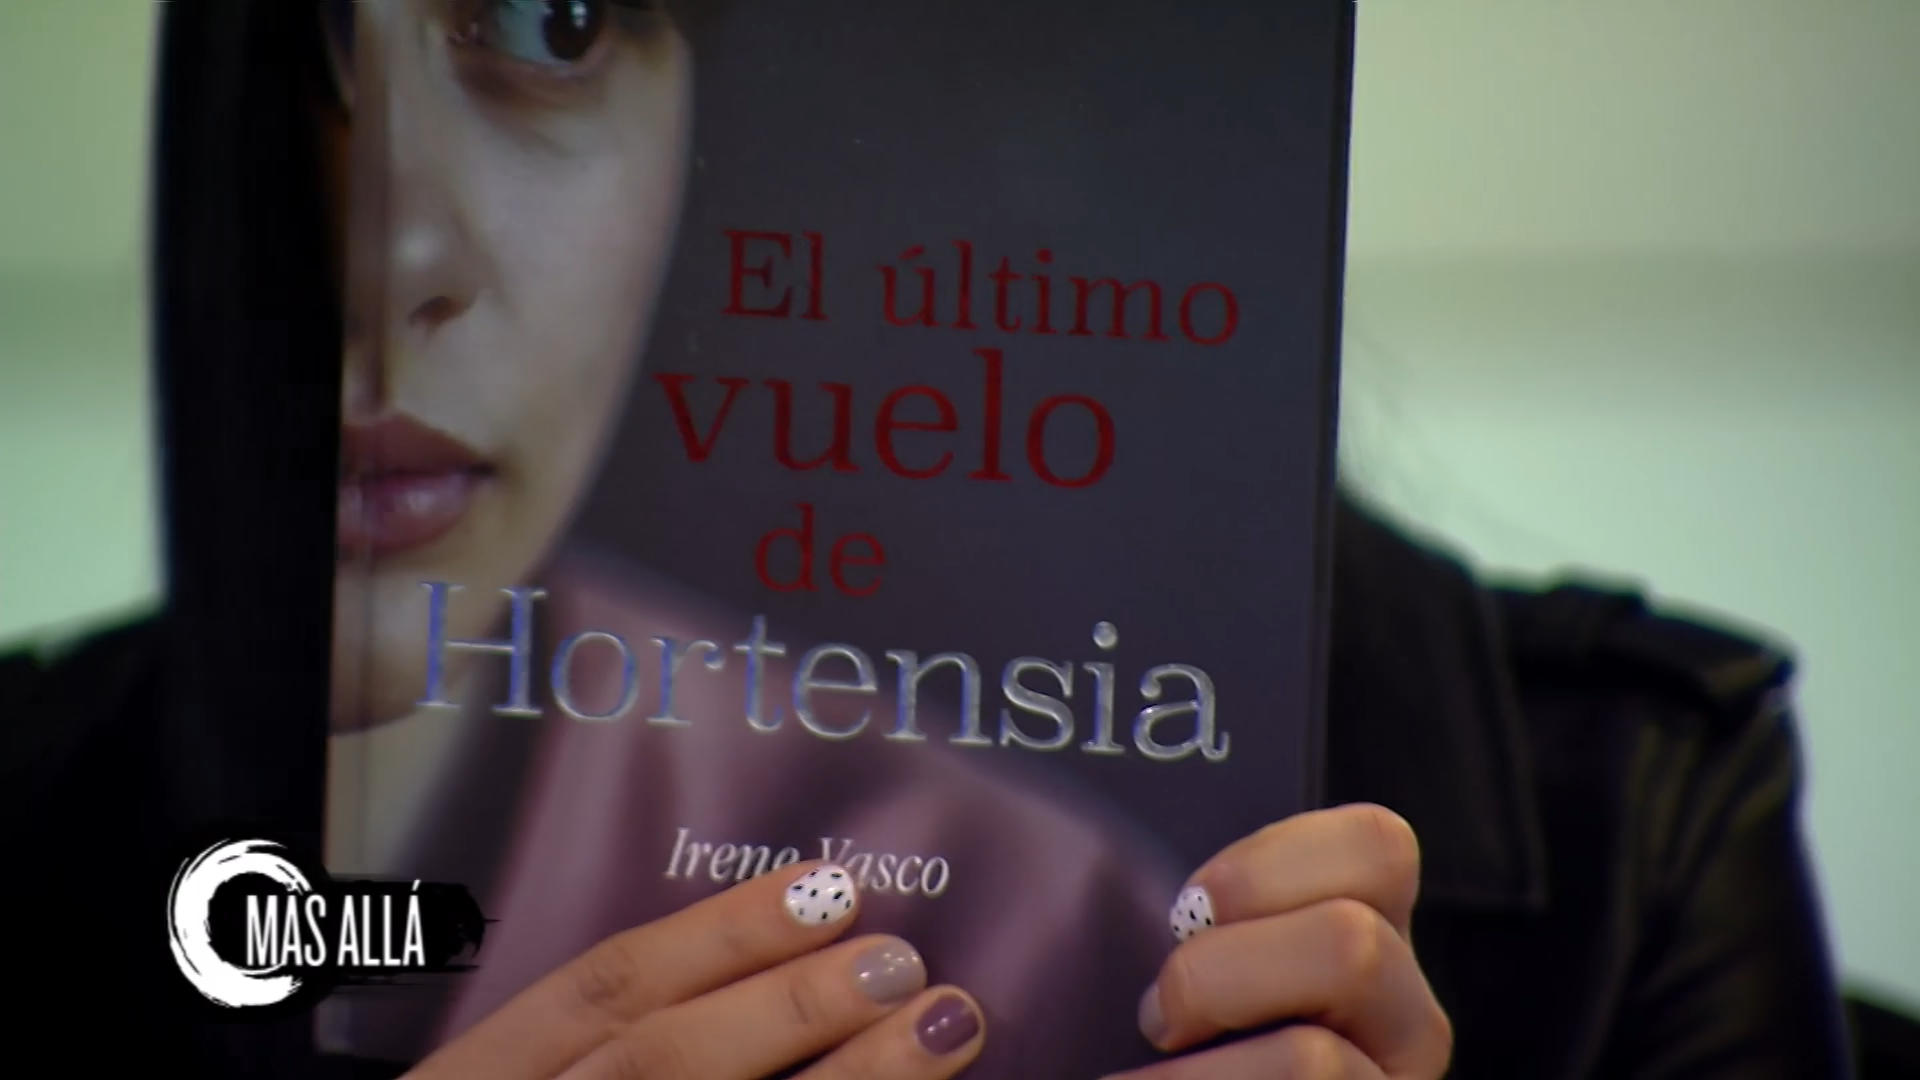 El último
vuelo
de
Hortensia
Irene Vasco
MÁS ALLÁ